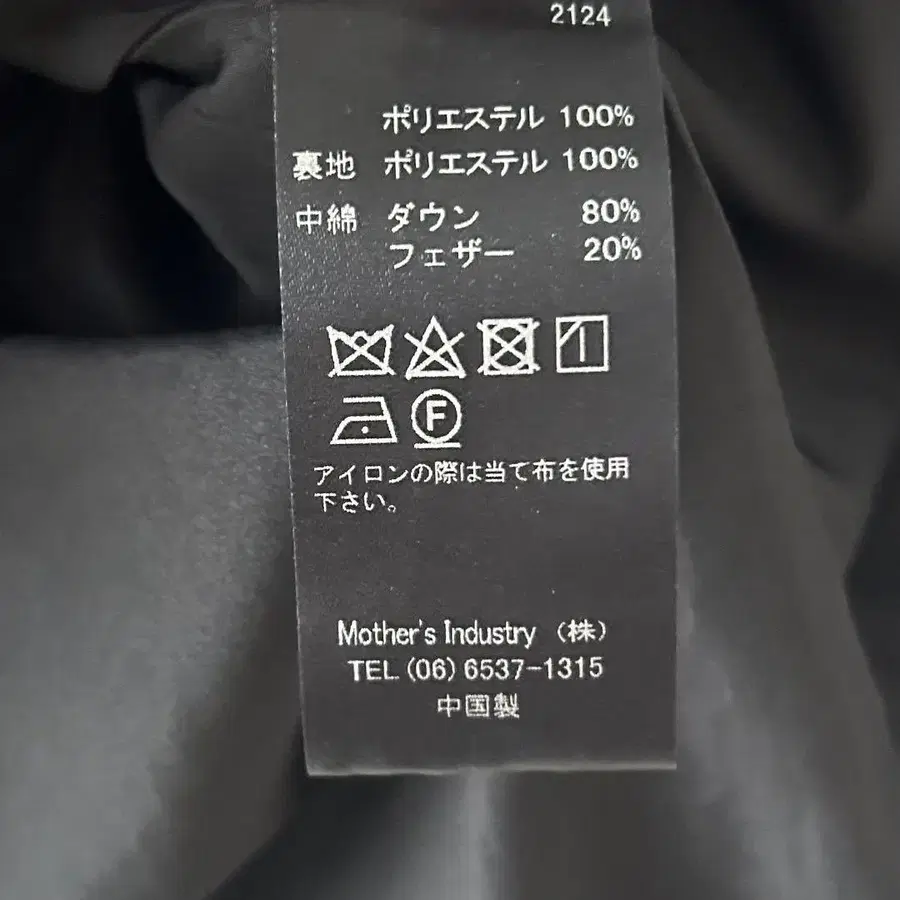 2124
ポリエステル 100%
裏地 ポリエステル 100%
中綿 ダウン 80%
フェザー 20%
F
アイロンの際は当て布を使用
下さい。
Mother's Industry (株)
TEL (06) 6537-1315
中国製